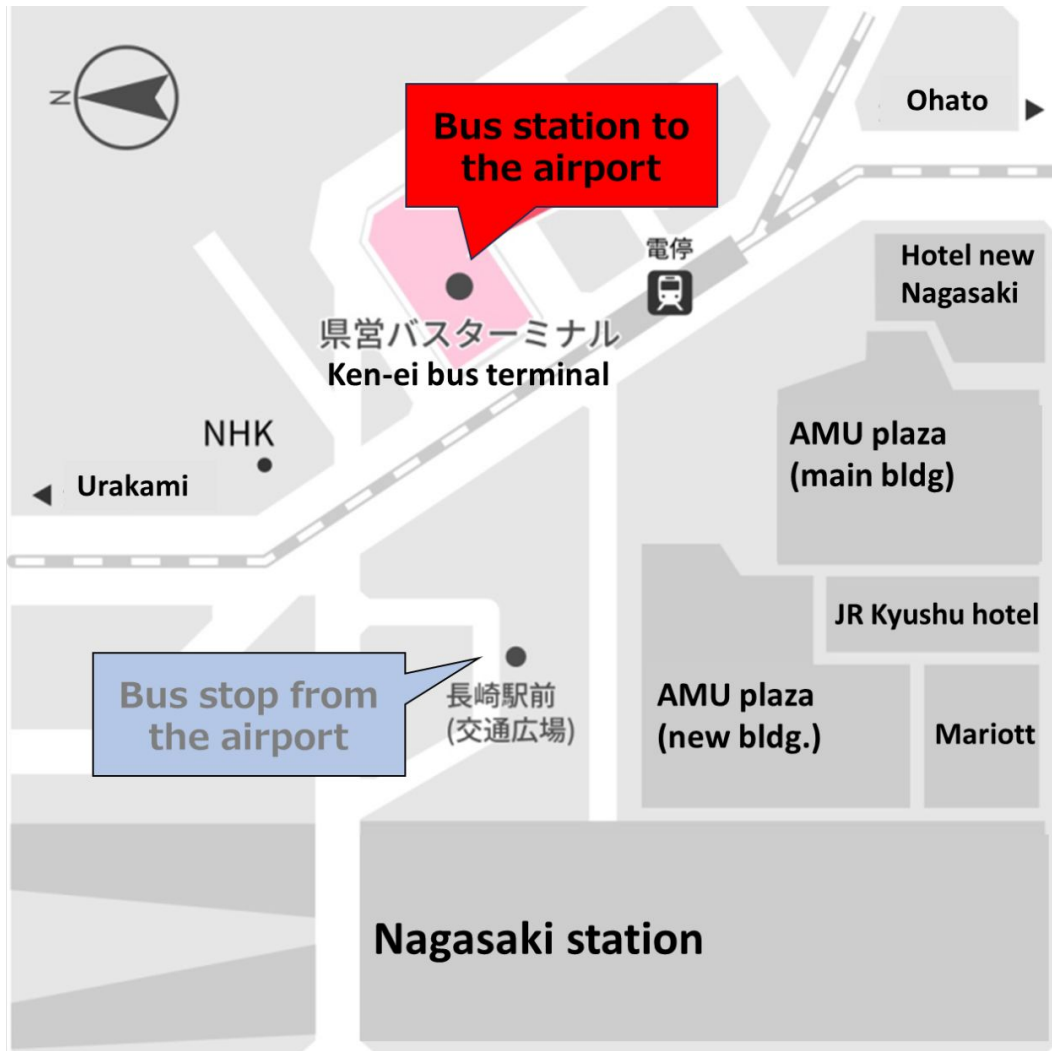 N
Bus station to
the airport
Ohato
電停
Hotel new
Nagasaki
県営バスターミナル
Ken-ei bus terminal
NHK
AMU plaza
(main bldg)
Urakami
JR Kyushu hotel
Bus stop from
the airport
長崎駅前
(交通広場)
AMU plaza
(new bldg.)
Mariott
Nagasaki station